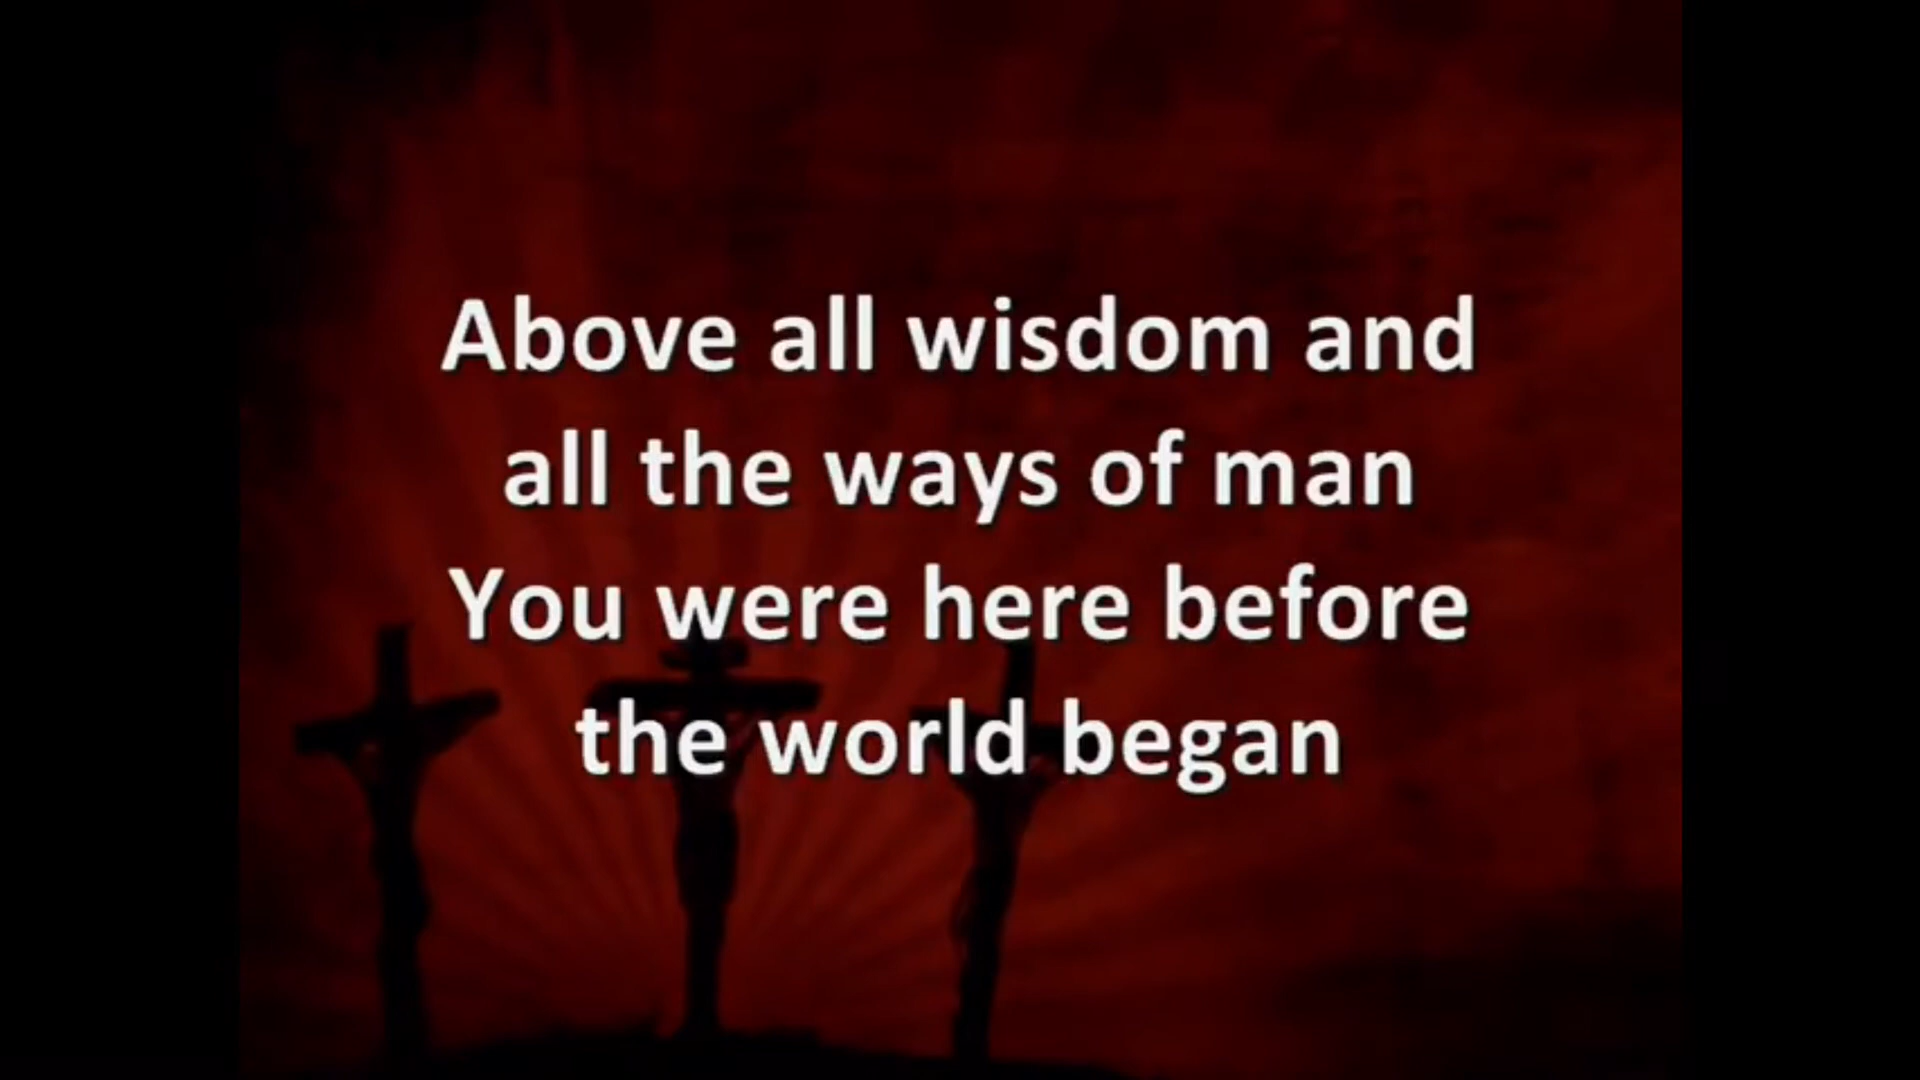 Above all wisdom and
all the ways of man
You were here before
the world began